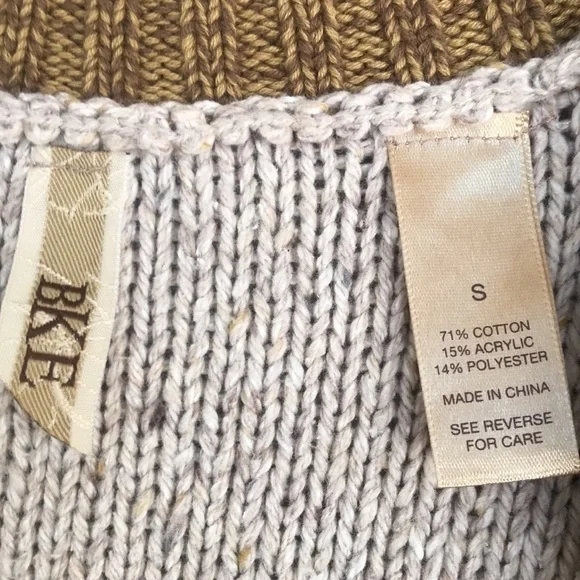 BKE
S
71% COTTON
15% ACRYLIC
14% POLYESTER
MADE IN CHINA
SEE REVERSE
FOR CARE